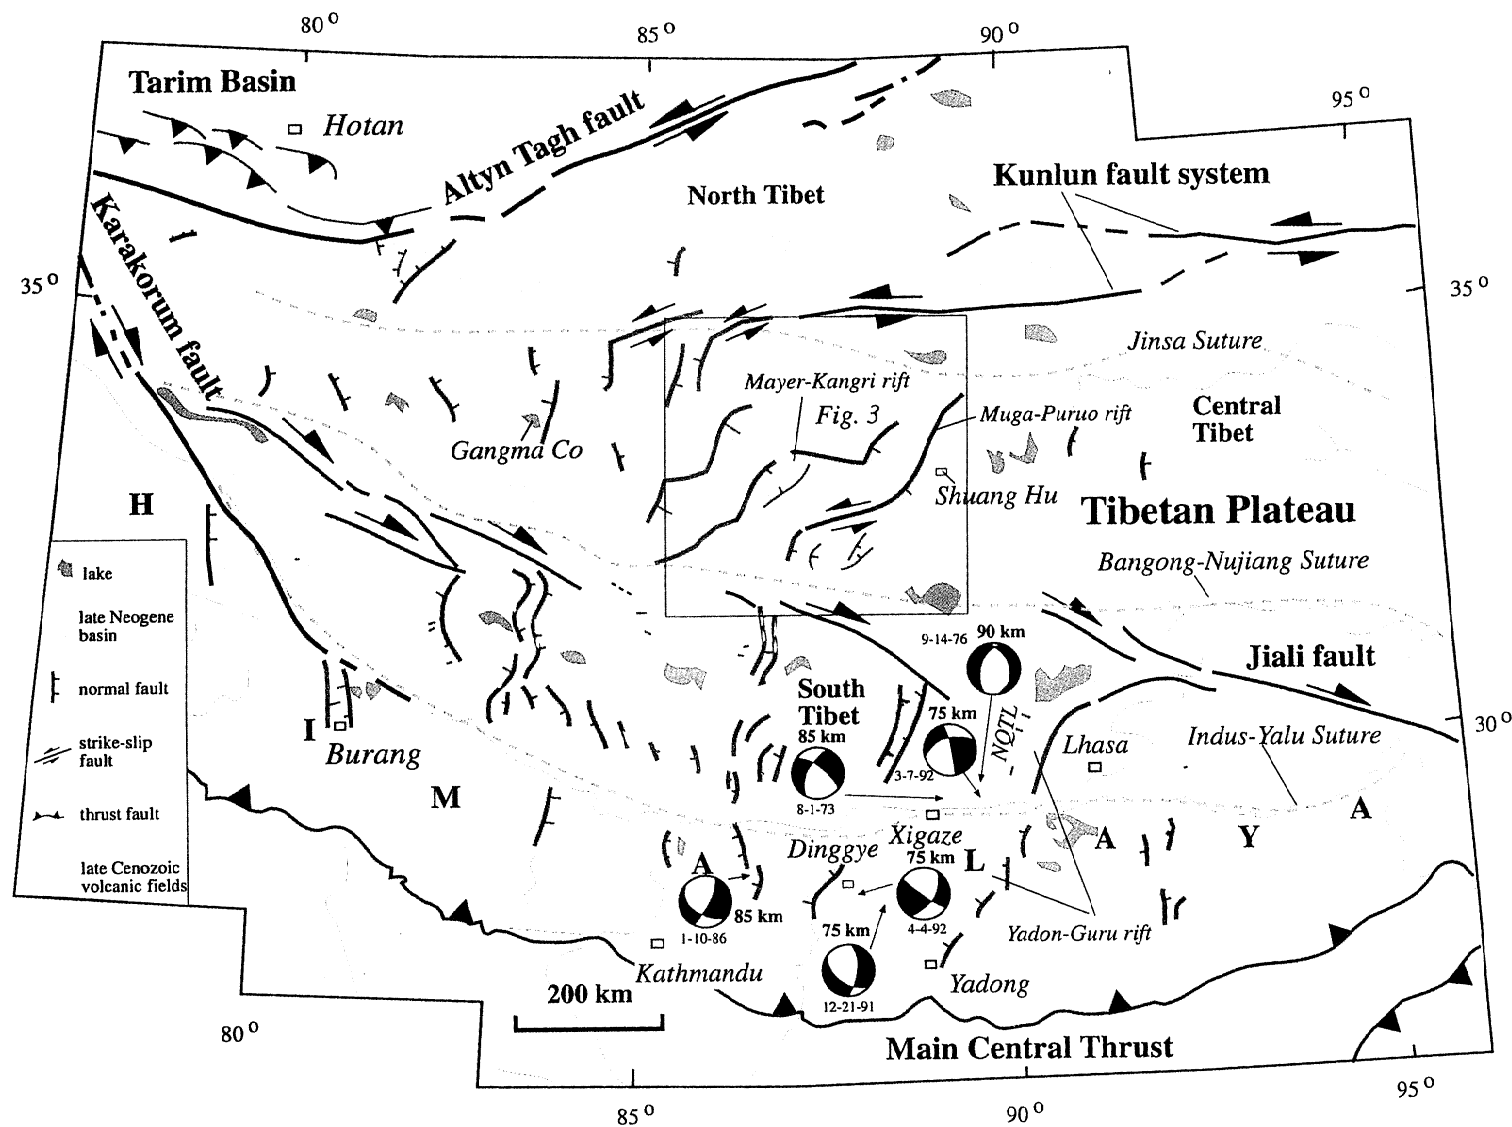 80 o
85 o
90 o
95 o
Tarim Basin
Hotan
Altyn Tagh fault
North Tibet
Kunlun fault system
Karakorum fault
35 o
35 o
Jinsa Suture
Mayer-Kangri rift
Fig. 3
Muga-Puruo rift
Central
Tibet
Gangma Co
Shuang Hu
H
Tibetan Plateau
Bangong-Nujiang Suture
lake
late Neogene
basin
normal fault
strike-slip
fault
thrust fault
late Cenozoic
volcanic fields
9-14-76
90 km
Jiali fault
South
Tibet
85 km
8-1-73
75 km
3-7-92
NQTL
Lhasa
Indus-Yalu Suture
30 o
I
Burang
M
A
Dinggye
Xigaze
75 km
L
A
Y
A
85 km
1-10-86
75 km
4-4-92
Yadon-Guru rift
12-21-91
Kathmandu
Yadong
200 km
Main Central Thrust
80 o
85 o
90 o
95 o